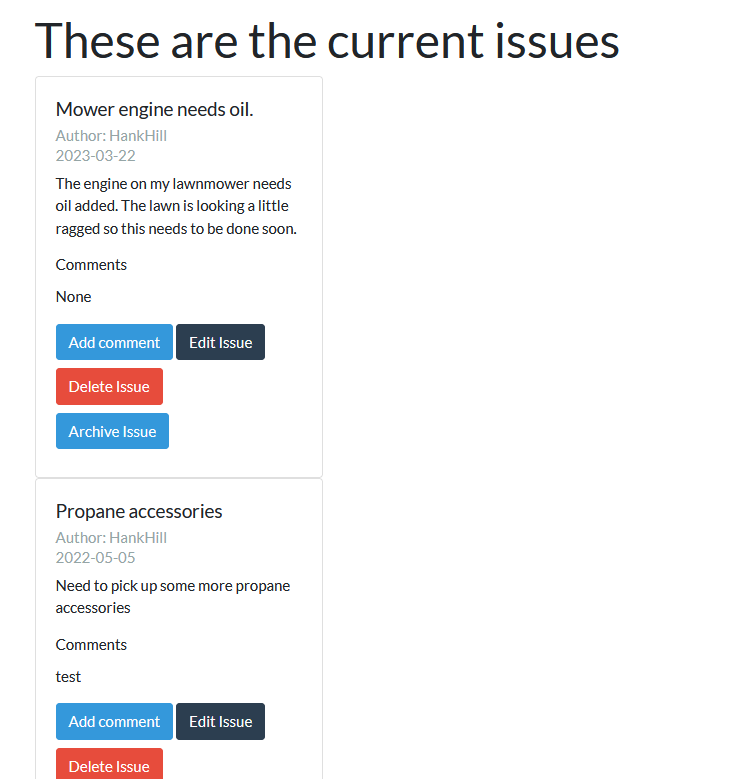 These are the current issues
Mower engine needs oil.
Author: HankHill
2023-03-22
The engine on my lawnmower needs
oil added. The lawn is looking a little
ragged so this needs to be done soon.
Comments
None
Add comment Edit Issue
Delete Issue
Archive Issue
Propane accessories
Author: HankHill
2022-05-05
Need to pick up some more propane
accessories
Comments
test
Add comment Edit Issue
Delete Issue